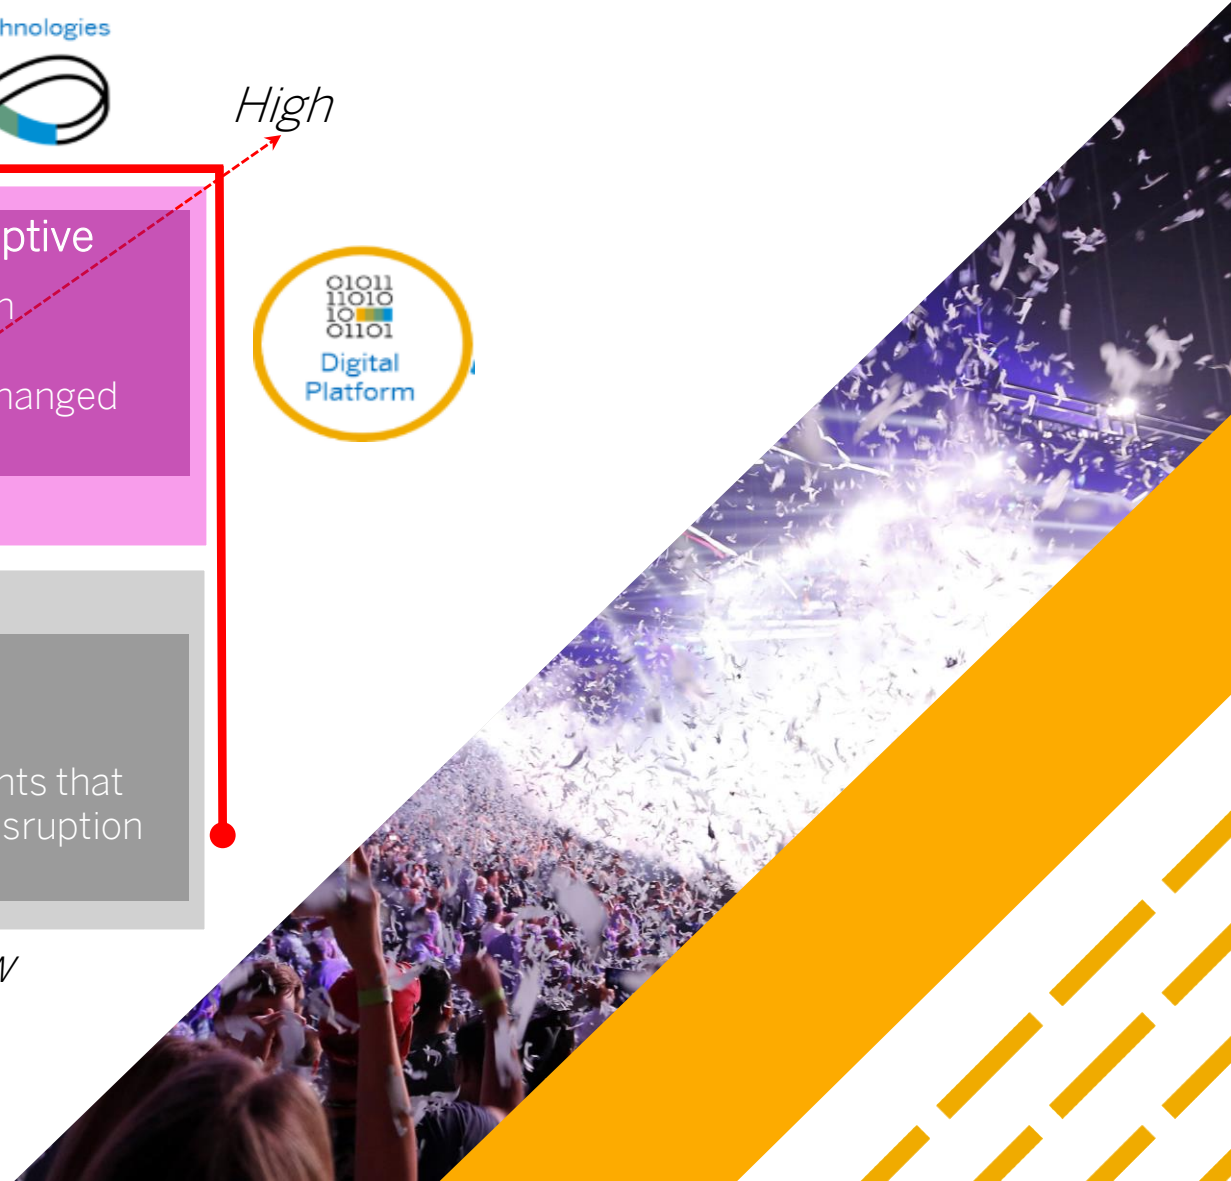 hnologies
High
ptive
n
hanged
01011
11010
10
01101
Digital
Platform
nts that
sruption
w